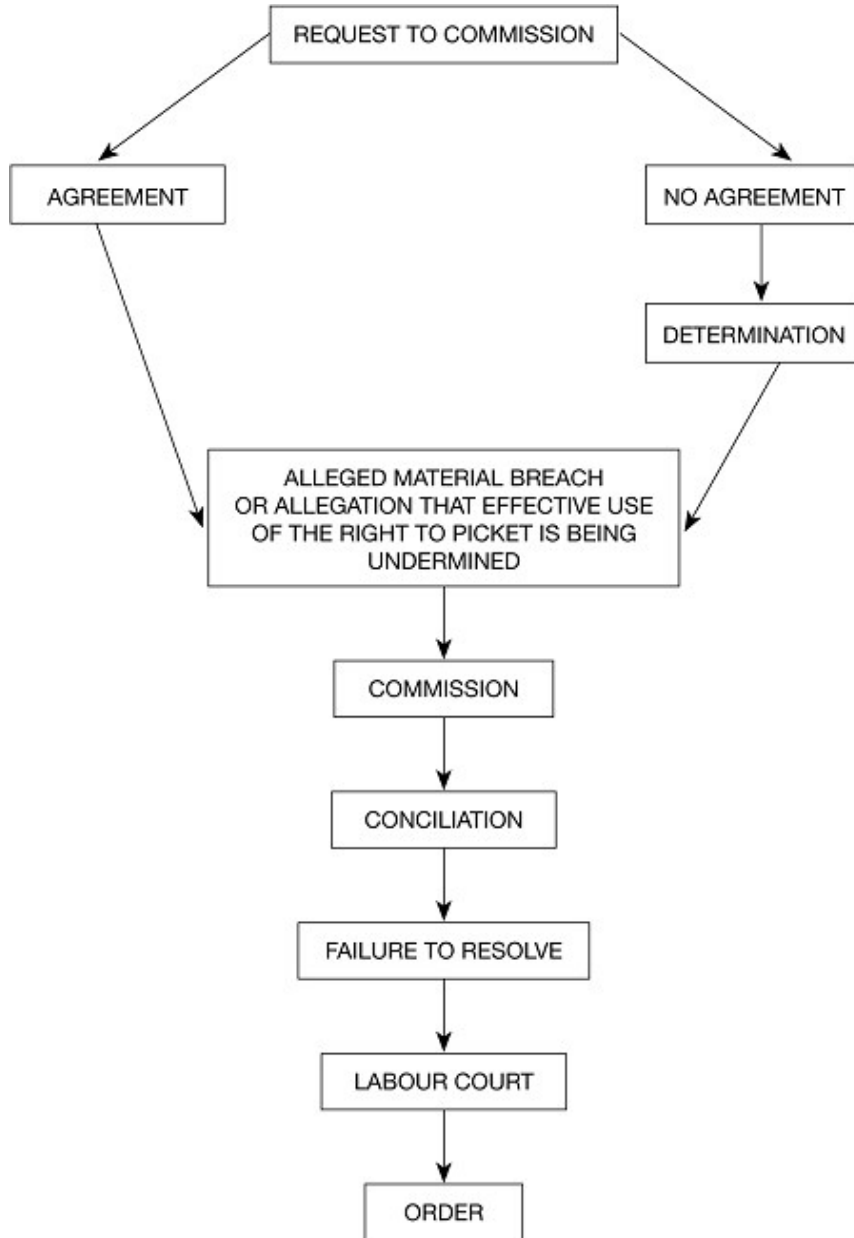 REQUEST TO COMMISSION
AGREEMENT
NO AGREEMENT
DETERMINATION
ALLEGED MATERIAL BREACH
OR ALLEGATION THAT EFFECTIVE USE
OF THE RIGHT TO PICKET IS BEING
UNDERMINED
COMMISSION
CONCILIATION
FAILURE TO RESOLVE
LABOUR COURT
ORDER